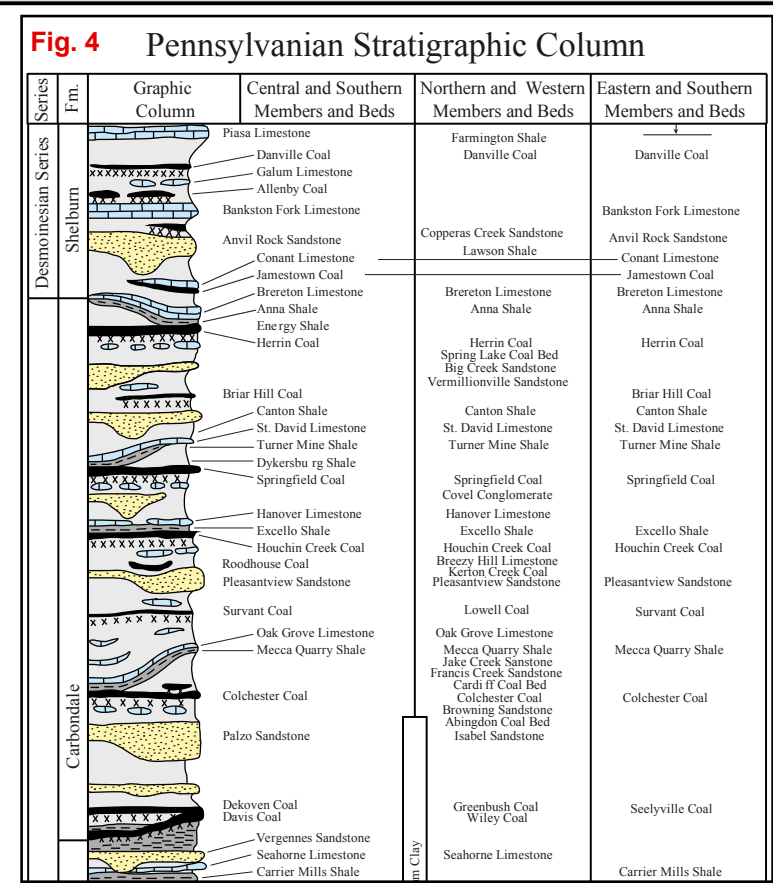 Fig. 4 Pennsylvanian Stratigraphic Column
Series
Fm.
Graphic Column
Central and Southern Members and Beds
Northern and Western Members and Beds
Eastern and Southern Members and Beds
Desmoinesian Series
Shelburn
Carbondale
Piasa Limestone
Danville Coal
Galum Limestone
Allenby Coal
Bankston Fork Limestone
Anvil Rock Sandstone
Conant Limestone
Jamestown Coal
Brereton Limestone
Anna Shale
Energy Shale
Herrin Coal
Briar Hill Coal
Canton Shale
St. David Limestone
Turner Mine Shale
Dykersbu rg Shale
Springfield Coal
Hanover Limestone
Excello Shale
Houchin Creek Coal
Roodhouse Coal
Pleasantview Sandstone
Survant Coal
Oak Grove Limestone
Mecca Quarry Shale
Colchester Coal
Palzo Sandstone
Dekoven Coal
Davis Coal
Vergennes Sandstone
Seahorne Limestone
Carrier Mills Shale
Farmington Shale
Danville Coal
Copperas Creek Sandstone
Lawson Shale
Brereton Limestone
Anna Shale
Herrin Coal
Spring Lake Coal Bed
Big Creek Sandstone
Vermillionville Sandstone
Canton Shale
St. David Limestone
Turner Mine Shale
Springfield Coal
Covel Conglomerate
Hanover Limestone
Excello Shale
Houchin Creek Coal
Breezy Hill Limestone
Kerton Creek Coal
Pleasantview Sandstone
Lowell Coal
Oak Grove Limestone
Mecca Quarry Shale
Jake Creek Sanstone
Francis Creek Sandstone
Cardi ff Coal Bed
Colchester Coal
Browning Sandstone
Abingdon Coal Bed
Isabel Sandstone
Greenbush Coal
Wiley Coal
Seahorne Limestone
m Clay
Danville Coal
Bankston Fork Limestone
Anvil Rock Sandstone
Conant Limestone
Jamestown Coal
Brereton Limestone
Anna Shale
Herrin Coal
Briar Hill Coal
Canton Shale
St. David Limestone
Turner Mine Shale
Springfield Coal
Excello Shale
Houchin Creek Coal
Pleasantview Sandstone
Survant Coal
Mecca Quarry Shale
Colchester Coal
Seelyville Coal
Carrier Mills Shale